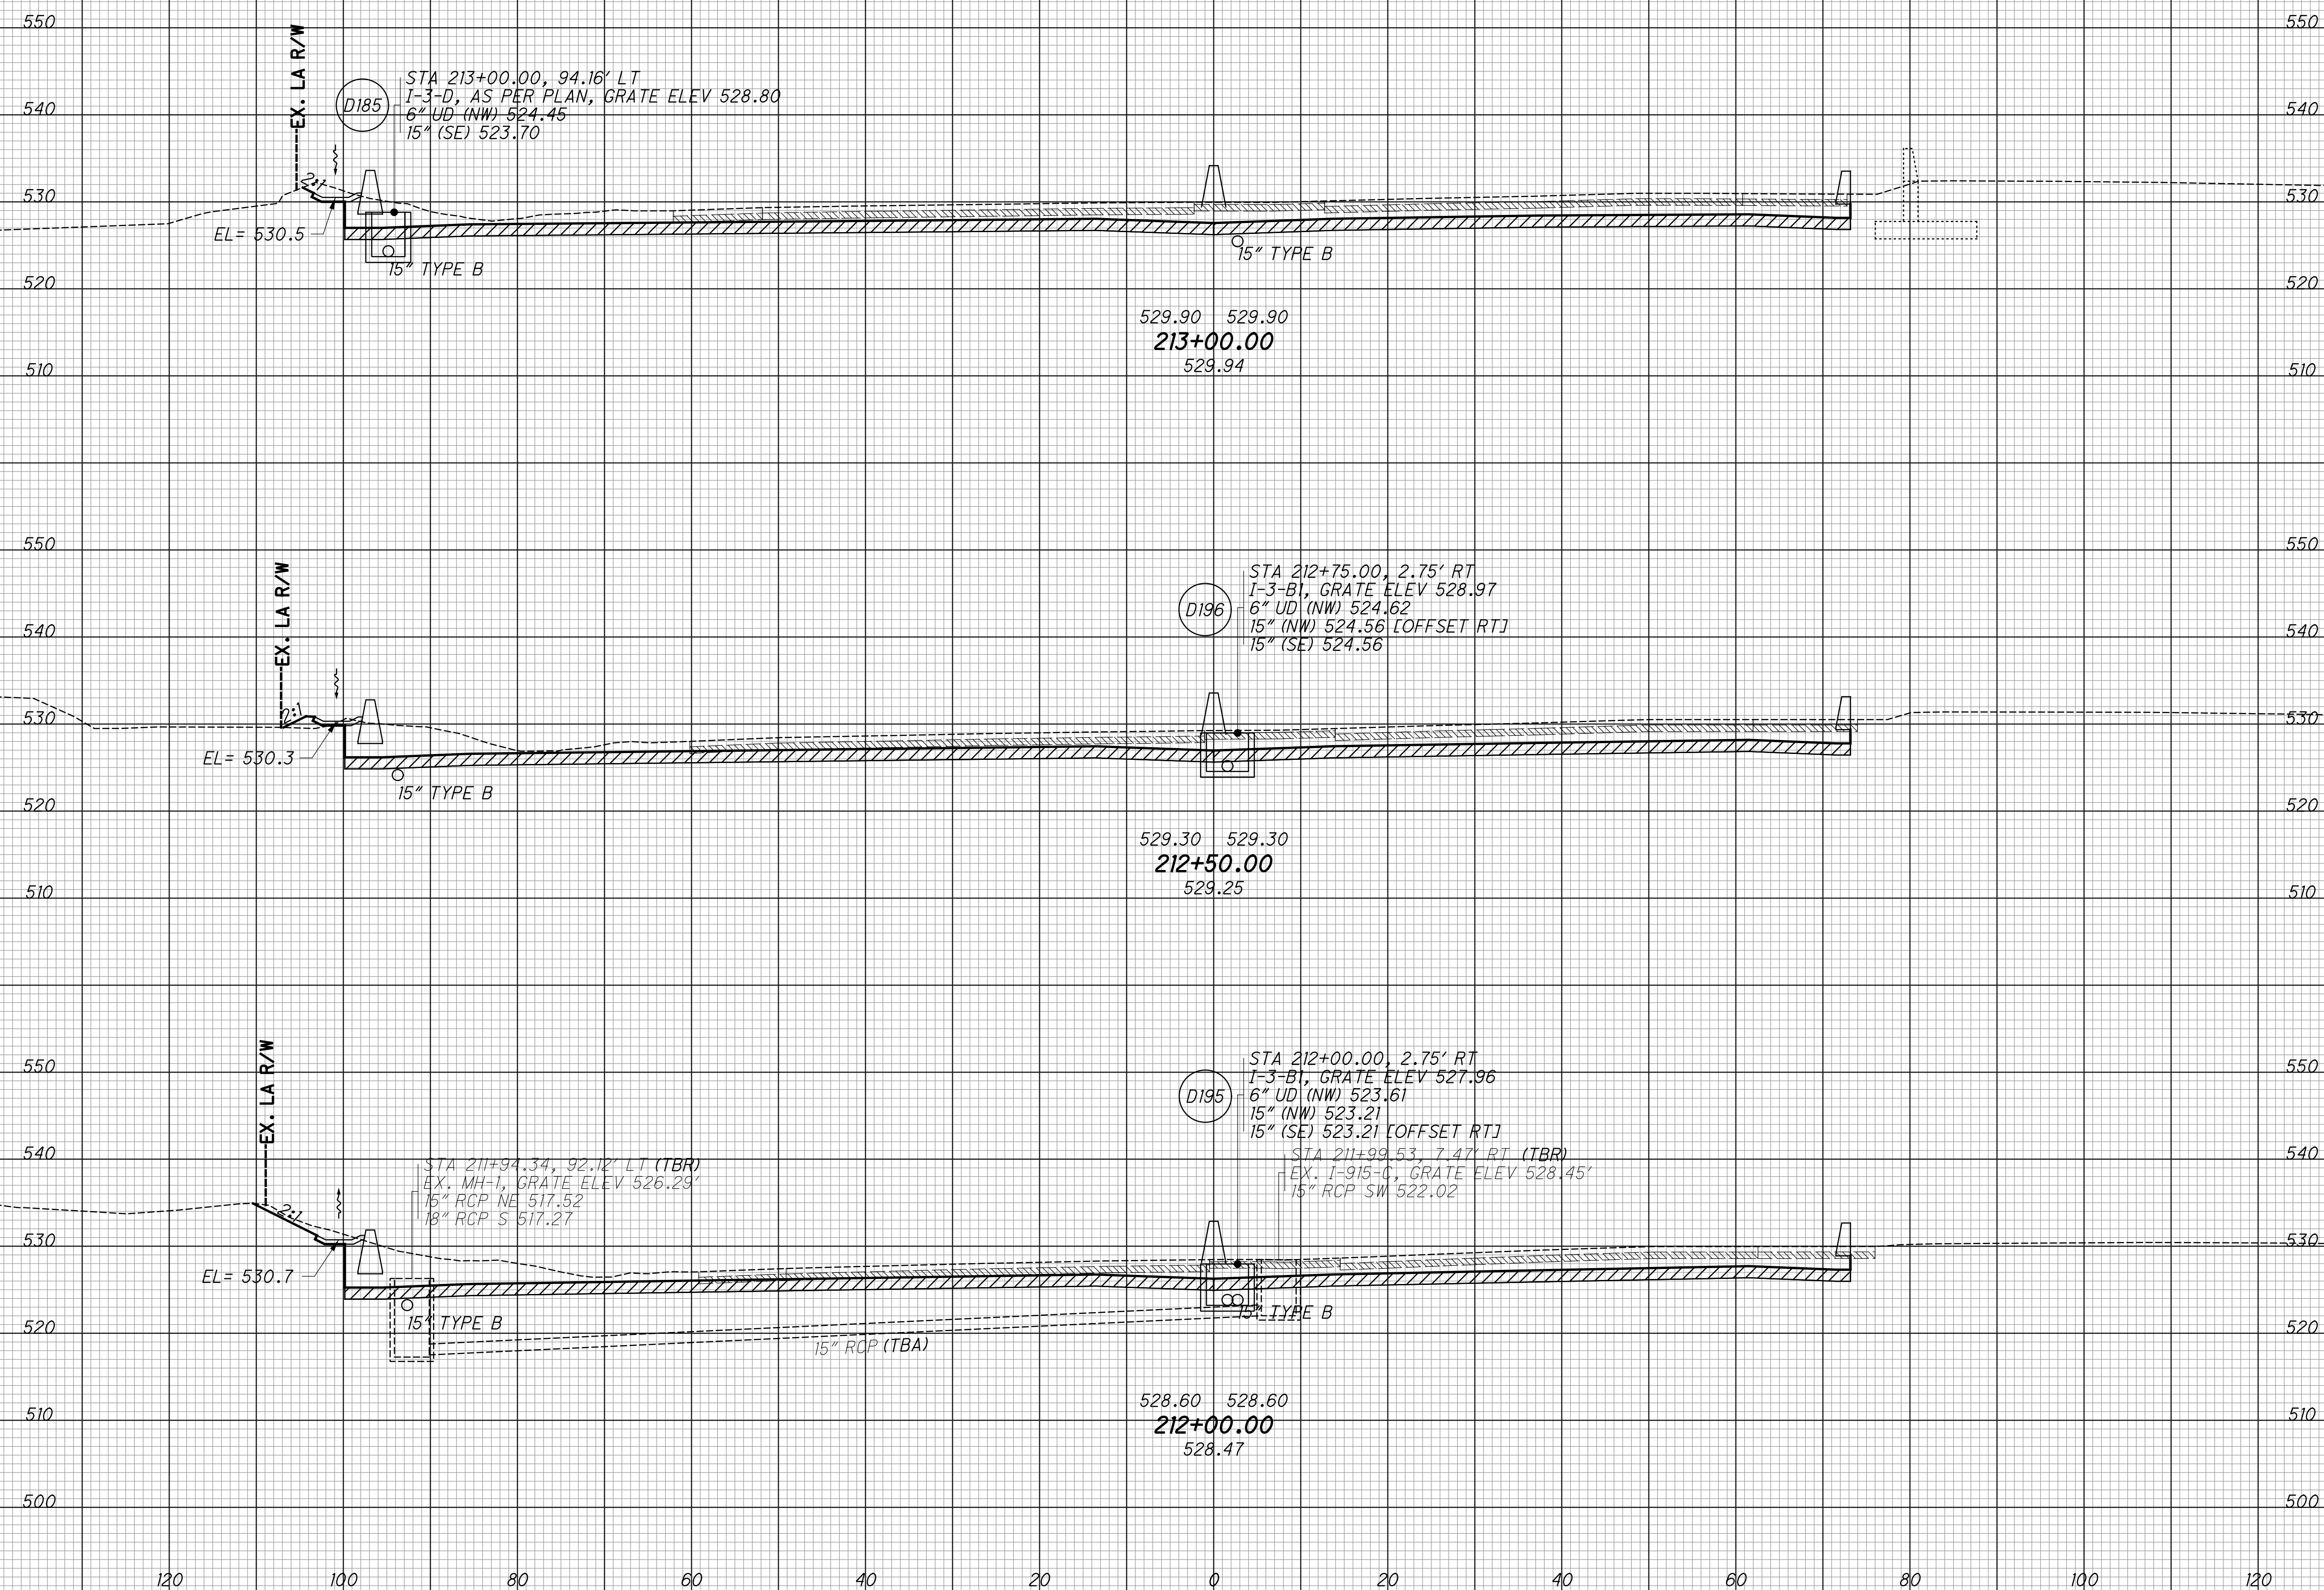 550 550
EX. LA R/W
D185
STA 213+00.00, 94.16' LT
I-3-D, AS PER PLAN, GRATE ELEV 528.80
6" UD (NW) 524.45
15" (SE) 523.70
540 540
2:1
530 530
EL= 530.5
15" TYPE B
15" TYPE B
520 520
529.90 529.90
213+00.00
529.94
510 510
550 550
EX. LA R/W
D196
STA 212+75.00, 2.75' RT
I-3-B1, GRATE ELEV 528.97
6" UD (NW) 524.62
15" (NW) 524.56 [OFFSET RT]
15" (SE) 524.56
540 540
2:1
530 530
EL= 530.3
15" TYPE B
520 520
529.30 529.30
212+50.00
529.25
510 510
EX. LA R/W
550 550
D195
STA 212+00.00, 2.75' RT
I-3-B1, GRATE ELEV 527.96
6" UD (NW) 523.61
15" (NW) 523.21
15" (SE) 523.21 [OFFSET RT]
540 540
STA 211+94.34, 92.12' LT (TBR)
EX. MH-1, GRATE ELEV 526.29'
15" RCP NE 517.52
18" RCP S 517.27
STA 211+99.53, 7.47' RT (TBR)
EX. I-915-C, GRATE ELEV 528.45'
15" RCP SW 522.02
2:1
530 530
EL= 530.7
15" TYPE B
15" TYPE B
520 520
15" RCP (TBA)
528.60 528.60
212+00.00
528.47
510 510
500 500
120 100 80 60 40 20 0 20 40 60 80 100 120